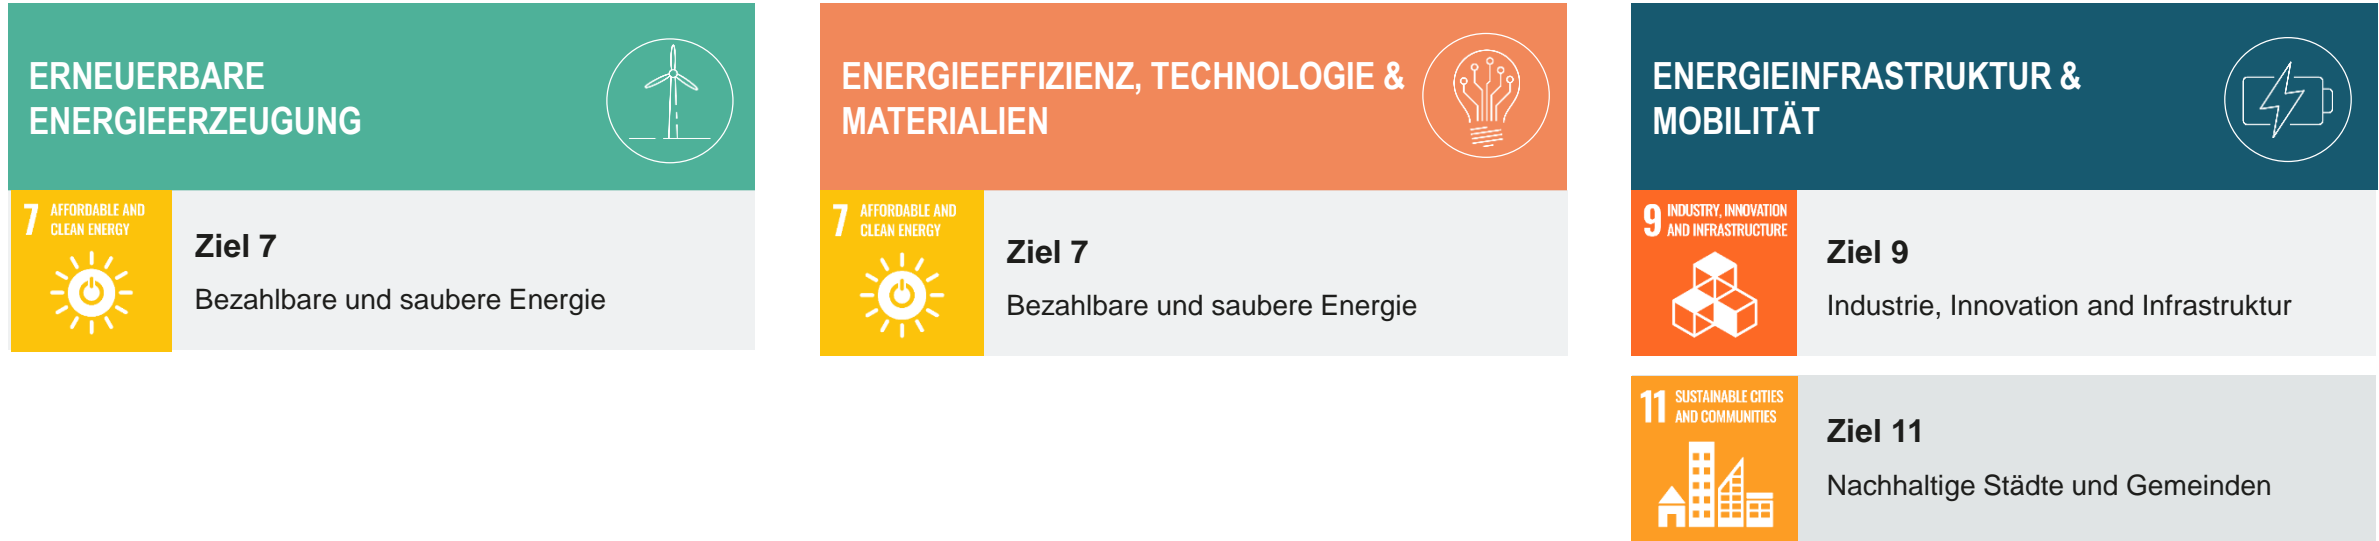 ERNEUERBARE
ENERGIEERZEUGUNG
7 AFFORDABLE AND
CLEAN ENERGY
Ziel 7
Bezahlbare und saubere Energie
ENERGIEEFFIZIENZ, TECHNOLOGIE &
MATERIALIEN
7 AFFORDABLE AND
CLEAN ENERGY
Ziel 7
Bezahlbare und saubere Energie
ENERGIEINFRASTRUKTUR &
MOBILITÄT
9 INDUSTRY, INNOVATION
AND INFRASTRUCTURE
Ziel 9
Industrie, Innovation and Infrastruktur
11 SUSTAINABLE CITIES
AND COMMUNITIES
Ziel 11
Nachhaltige Städte und Gemeinden